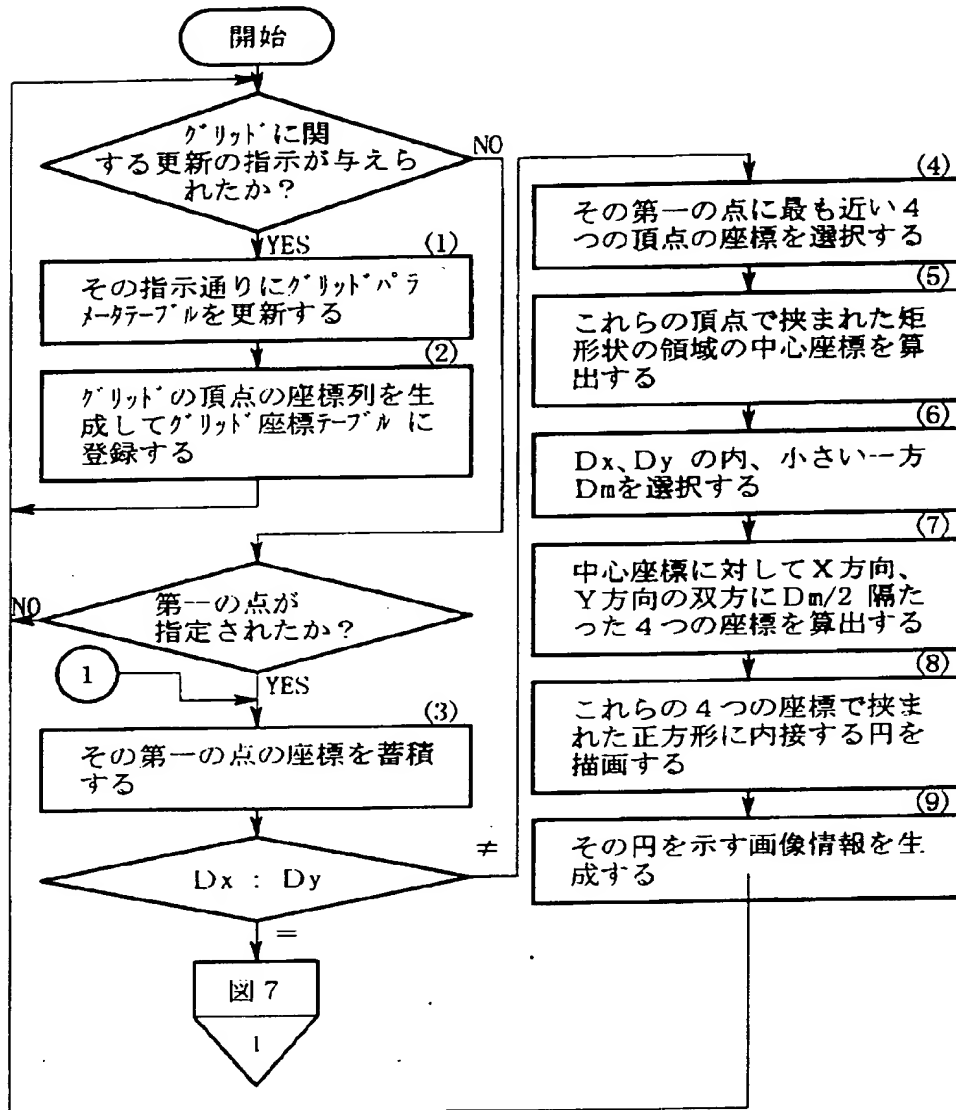 開始
グリッドに関
する更新の指示が与えら
れたか？
NO
YES
(1)
その指示通りにグリッドパラ
メータテーブルを更新する
(2)
グリッドの頂点の座標列を生
成してグリッド座標テーブルに
登録する
第一の点が
指定されたか？
NO
YES
1
(3)
その第一の点の座標を蓄積
する
Dx : Dy
≠
=
図7
1
(4)
その第一の点に最も近い4
つの頂点の座標を選択する
(5)
これらの頂点で挟まれた矩
形状の領域の中心座標を算
出する
(6)
Dx、Dy の内、小さい一方
Dmを選択する
(7)
中心座標に対してX方向、
Y方向の双方にDm/2 隔た
った4つの座標を算出する
(8)
これらの4つの座標で挟ま
れた正方形に内接する円を
描画する
(9)
その円を示す画像情報を生
成する